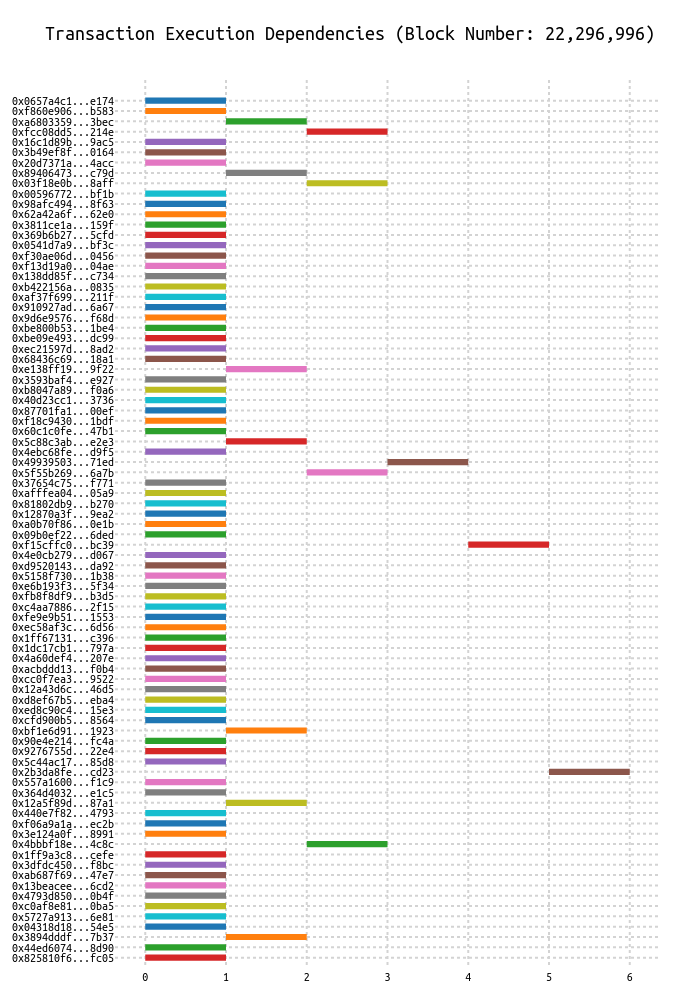 Transaction Execution Dependencies (Block Number: 22,296,996)
0x0657a4c1...e174
0xf860e906...b583
0xa6803359...3bec
0xfcc08dd5...214e
0x16c1d89b...9ac5
0x3b49ef8f...0164
0x20d7371a...4acc
0x89406473...c79d
0x03f18e0b...8aff
0x00596772...bf1b
0x98afc494...8f63
0x62a42a6f...62e0
0x3811ce1a...159f
0x369b6b27...5cfd
0x0541d7a9...bf3c
0xf30ae06d...0456
0xf13d19a0...04ae
0x138dd85f...c734
0xb422156a...0835
0xaf37f699...211f
0x910927ad...6a67
0x9d6e9576...f68d
0xbe800b53...1be4
0xbe09e493...dc99
0xec21597d...8ad2
0x68436c69...18a1
0xe138ff19...9f22
0x3593baf4...e927
0xb8047a89...f0a6
0x40d23cc1...3736
0x87701fa1...00ef
0xf18c9430...1bdf
0x60c1c0fe...47b1
0x5c88c3ab...e2e3
0x4ebc68fe...d9f5
0x49939503...71ed
0x5f55b269...6a7b
0x37654c75...f771
0xafffea04...05a9
0x81802db9...b270
0x12870a3f...9ea2
0xa0b70f86...0e1b
0x09b0ef22...6ded
0xf15cffc0...bc39
0x4e0cb279...d067
0xd9520143...da92
0x5158f730...1b38
0xe6b193f3...5f34
0xfb8f8df9...b3d5
0xc4aa7886...2f15
0xfe9e9b51...1553
0xec58af3c...6d56
0x1ff67131...c396
0x1dc17cb1...797a
0x4a60def4...207e
0xacbddd13...f0b4
0xcc0f7ea3...9522
0x12a43d6c...46d5
0xd8ef67b5...eba4
0xed8c90c4...15e3
0xcfd900b5...8564
0xbf1e6d91...1923
0x90e4e214...fc4a
0x9276755d...22e4
0x5c44ac17...85d8
0x2b3da8fe...cd23
0x557a1600...f1c9
0x364d4032...e1c5
0x12a5f89d...87a1
0x440e7f82...4793
0xf06a9a1a...ec2b
0x3e124a0f...8991
0x4bbbf18e...4c8c
0x1ff9a3c8...cefe
0x3dfdc450...f8bc
0xab687f69...47e7
0x13beacee...6cd2
0x4793d850...0b4f
0xc0af8e81...0ba5
0x5727a913...6e81
0x04318d18...54e5
0x3894dddf...7b37
0x44ed6074...8d90
0x825810f6...fc05
0 1 2 3 4 5 6